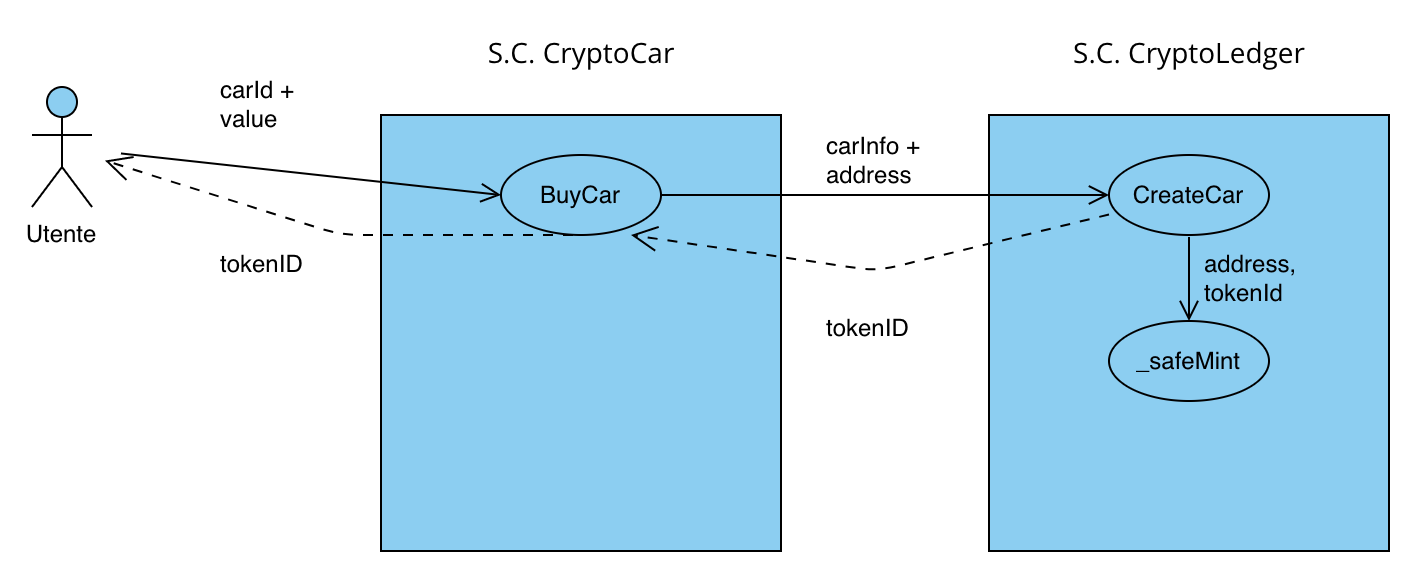 S.C. CryptoCar
S.C. CryptoLedger
carId +
value
carInfo +
address
BuyCar
CreateCar
Utente
tokenID
address,
tokenId
tokenID
_safeMint